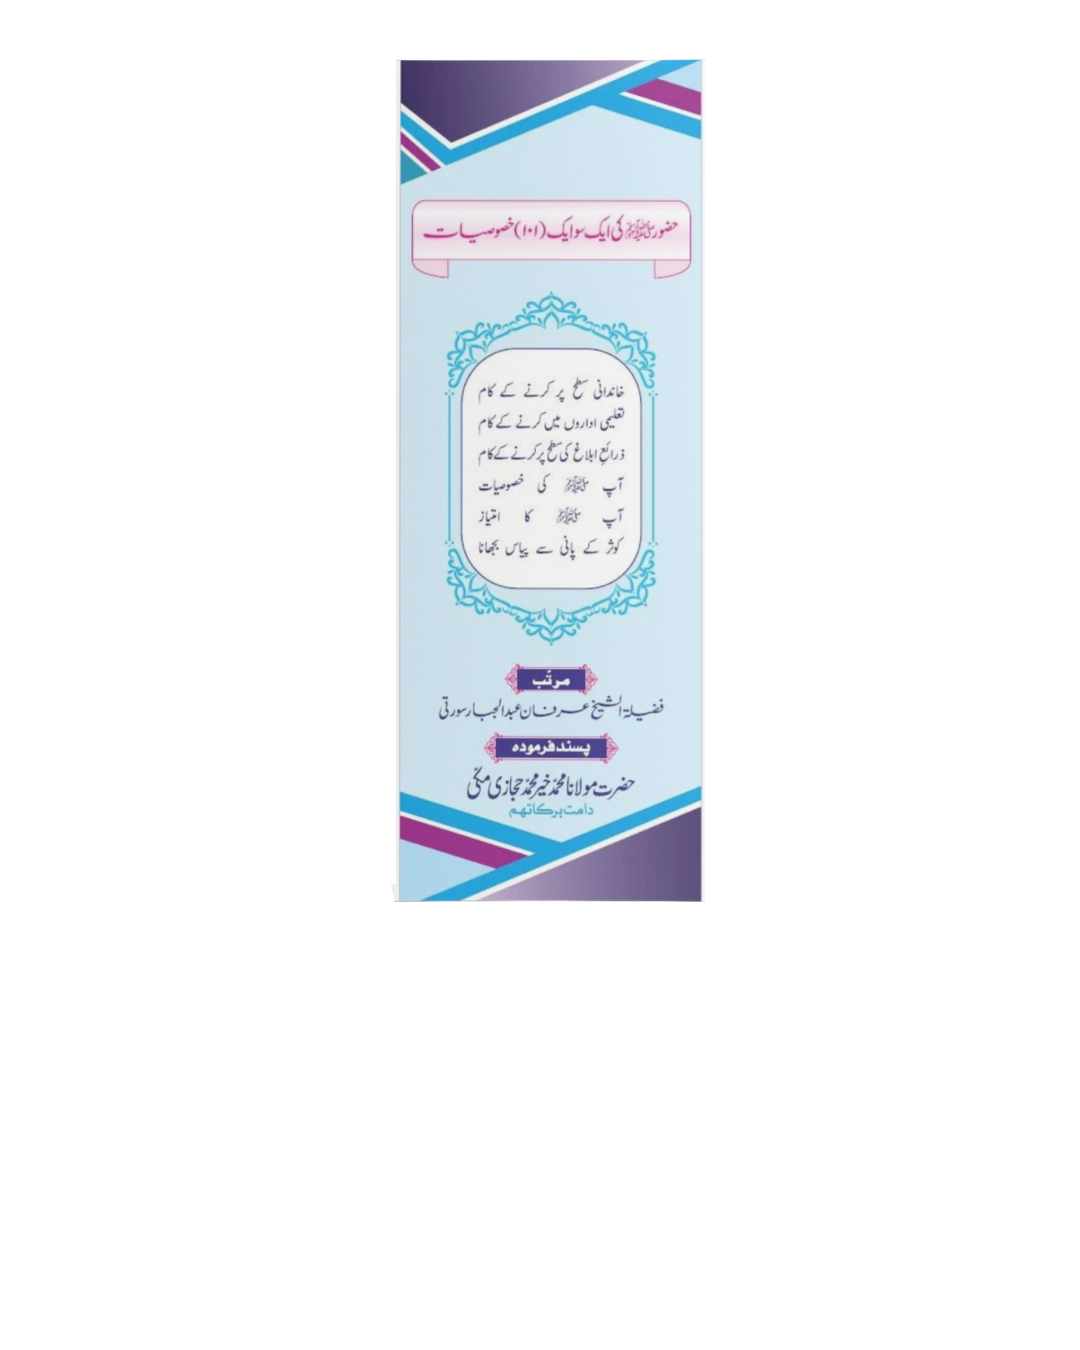 حضور ﷺ کی ایک سو ایک (۱۰۱) خصوصیات
خاندانی سطح پر کرنے کے کام
تعلیمی اداروں میں کرنے کے کام
ذرائع ابلاغ کی سطح پر کرنے کے کام
آپ ﷺ کی خصوصیات
آپ ﷺ کا امتیاز
کوثر کے پانی سے پیاس بجھانا
مرتّب
فضیلۃ الشیخ عرفان عبدالجبار سورتی
پسند فرمودہ
حضرت مولانا محمد خیر محمد حجازی مکّی
دامت برکاتہم